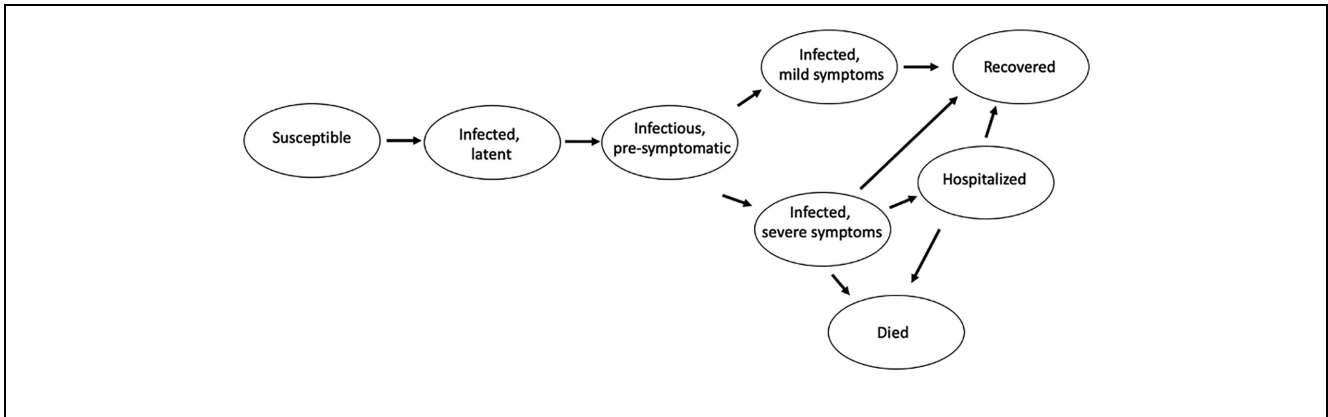 Susceptible
Infected,
latent
Infectious,
pre-symptomatic
Infected,
mild symptoms
Recovered
Infected,
severe symptoms
Hospitalized
Died